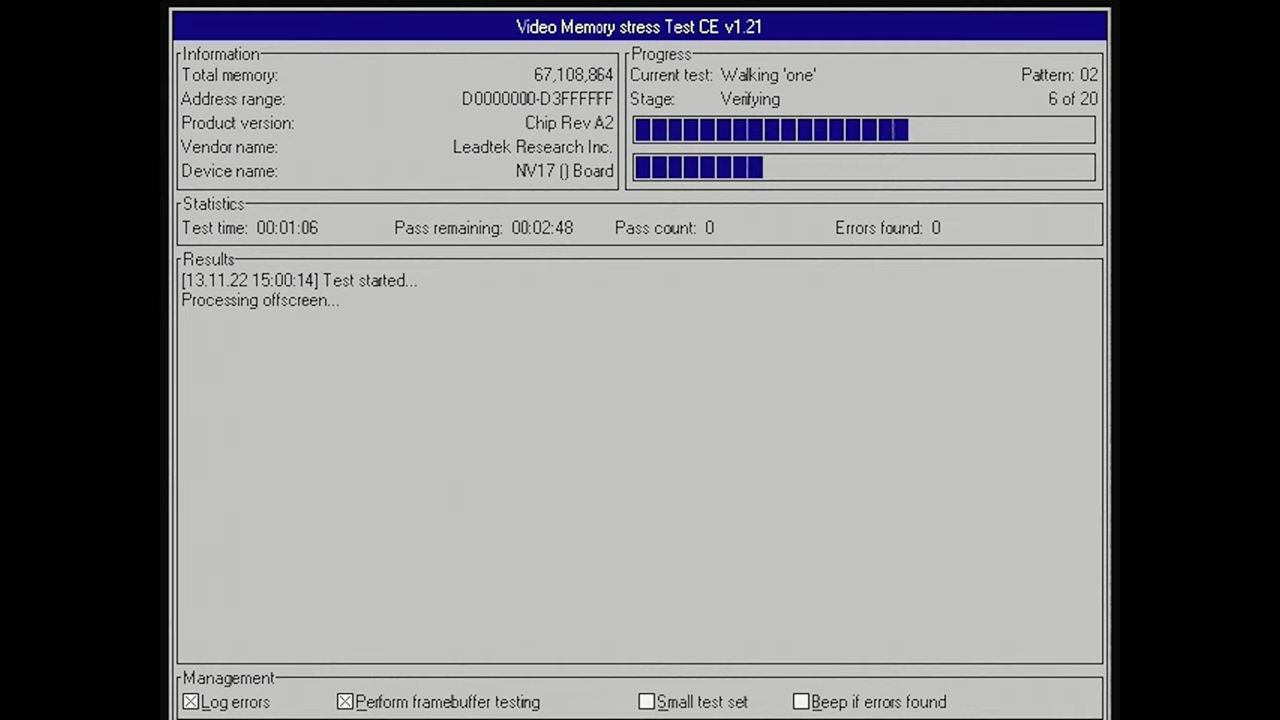 Video Memory stress Test CE v1.21
Information
Total memory: 67,108,864
Address range: D0000000-D3FFFFFF
Product version: Chip Rev A2
Vendor name: Leadtek Research Inc.
Device name: NV17 () Board
Progress
Current test: Walking 'one' Pattern: 02
Stage: Verifying 6 of 20
Statistics
Test time: 00:01:06 Pass remaining: 00:02:48 Pass count: 0 Errors found: 0
Results
[13.11.22 15:00:14] Test started...
Processing offscreen...
Management
Log errors Perform framebuffer testing Small test set Beep if errors found